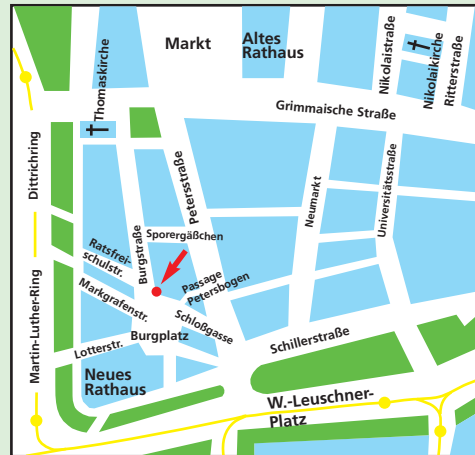 Markt
Altes
Rathaus
Thomaskirche
Nikolaistraße
Nikolaikirche
Ritterstraße
Grimmaische Straße
Dittrichring
Petersstraße
Neumarkt
Universitätsstraße
Burgstraße
Sporergäßchen
Ratsfrei-
schulstr.
Passage
Petersbogen
Markgrafenstr.
Martin-Luther-Ring
Schloßgasse
Burgplatz
Lotterstr.
Schillerstraße
Neues
Rathaus
W.-Leuschner-
Platz